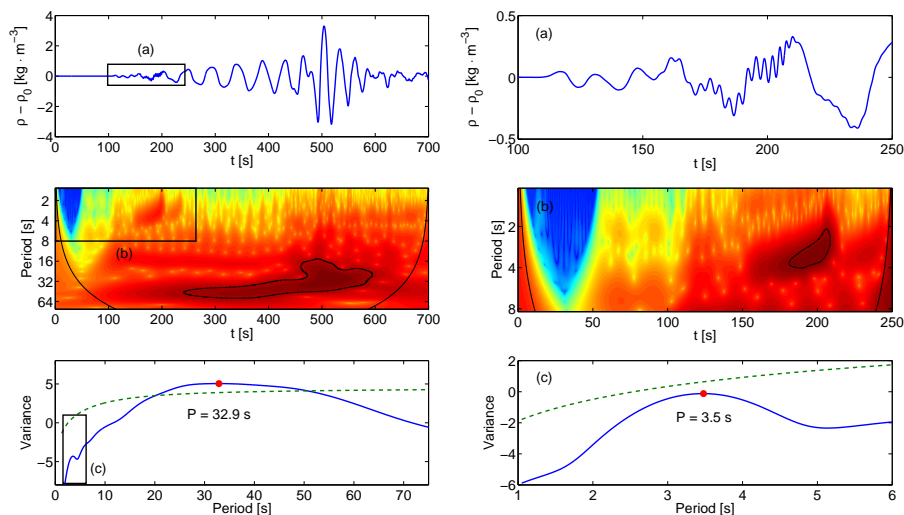 4
2
0
−2
−4
ρ − ρ0 [kg · m−3]
(a)
0 100 200 300 400 500 600 700
t [s]
0.5
0
−0.5
ρ − ρ0 [kg · m−3]
(a)
100 150 200 250
t [s]
2
4
8
16
32
64
Period [s]
(b)
0 100 200 300 400 500 600 700
t [s]
2
4
6
8
Period [s]
(b)
0 50 100 150 200 250
t [s]
5
0
−5
Variance
P = 32.9 s
(c)
0 10 20 30 40 50 60 70
Period [s]
2
0
−2
−4
−6
Variance
(c)
P = 3.5 s
1 2 3 4 5 6
Period [s]